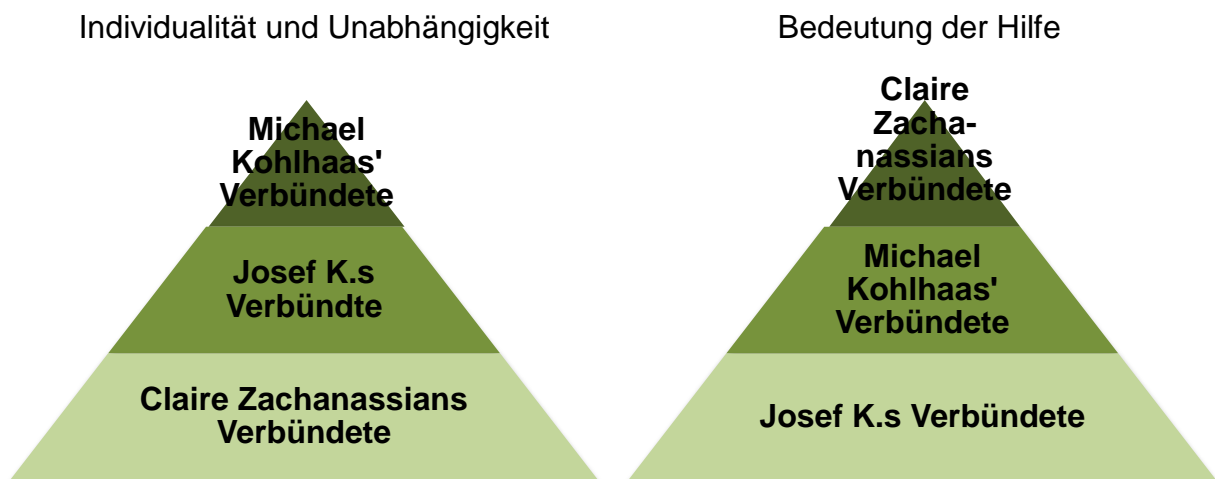 Individualität und Unabhängigkeit
Michael
Kohlhaas'
Verbündete
Josef K.s
Verbündte
Claire Zachanassians
Verbündete
Bedeutung der Hilfe
Claire
Zacha-
nassians
Verbündete
Michael
Kohlhaas'
Verbündete
Josef K.s Verbündete